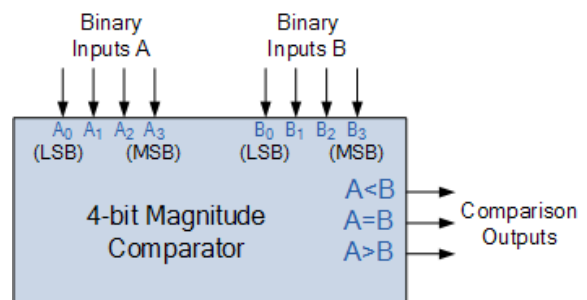 Binary
Inputs A
Binary
Inputs B
A0 A1 A2 A3
(LSB) (MSB)
B0 B1 B2 B3
(LSB) (MSB)
4-bit Magnitude
Comparator
A<B
A=B
A>B
Comparison
Outputs